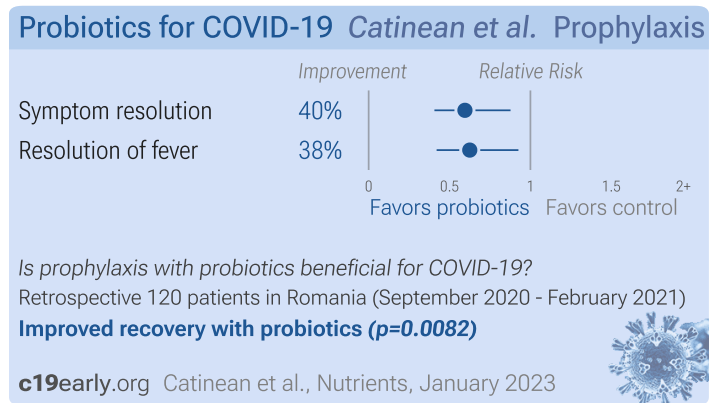 Probiotics for COVID-19 Catinean et al. Prophylaxis
Improvement Relative Risk
Symptom resolution 40%
Resolution of fever 38%
0 0.5 1 1.5 2+
Favors probiotics Favors control
Is prophylaxis with probiotics beneficial for COVID-19?
Retrospective 120 patients in Romania (September 2020 - February 2021)
Improved recovery with probiotics (p=0.0082)
c19early.org Catinean et al., Nutrients, January 2023